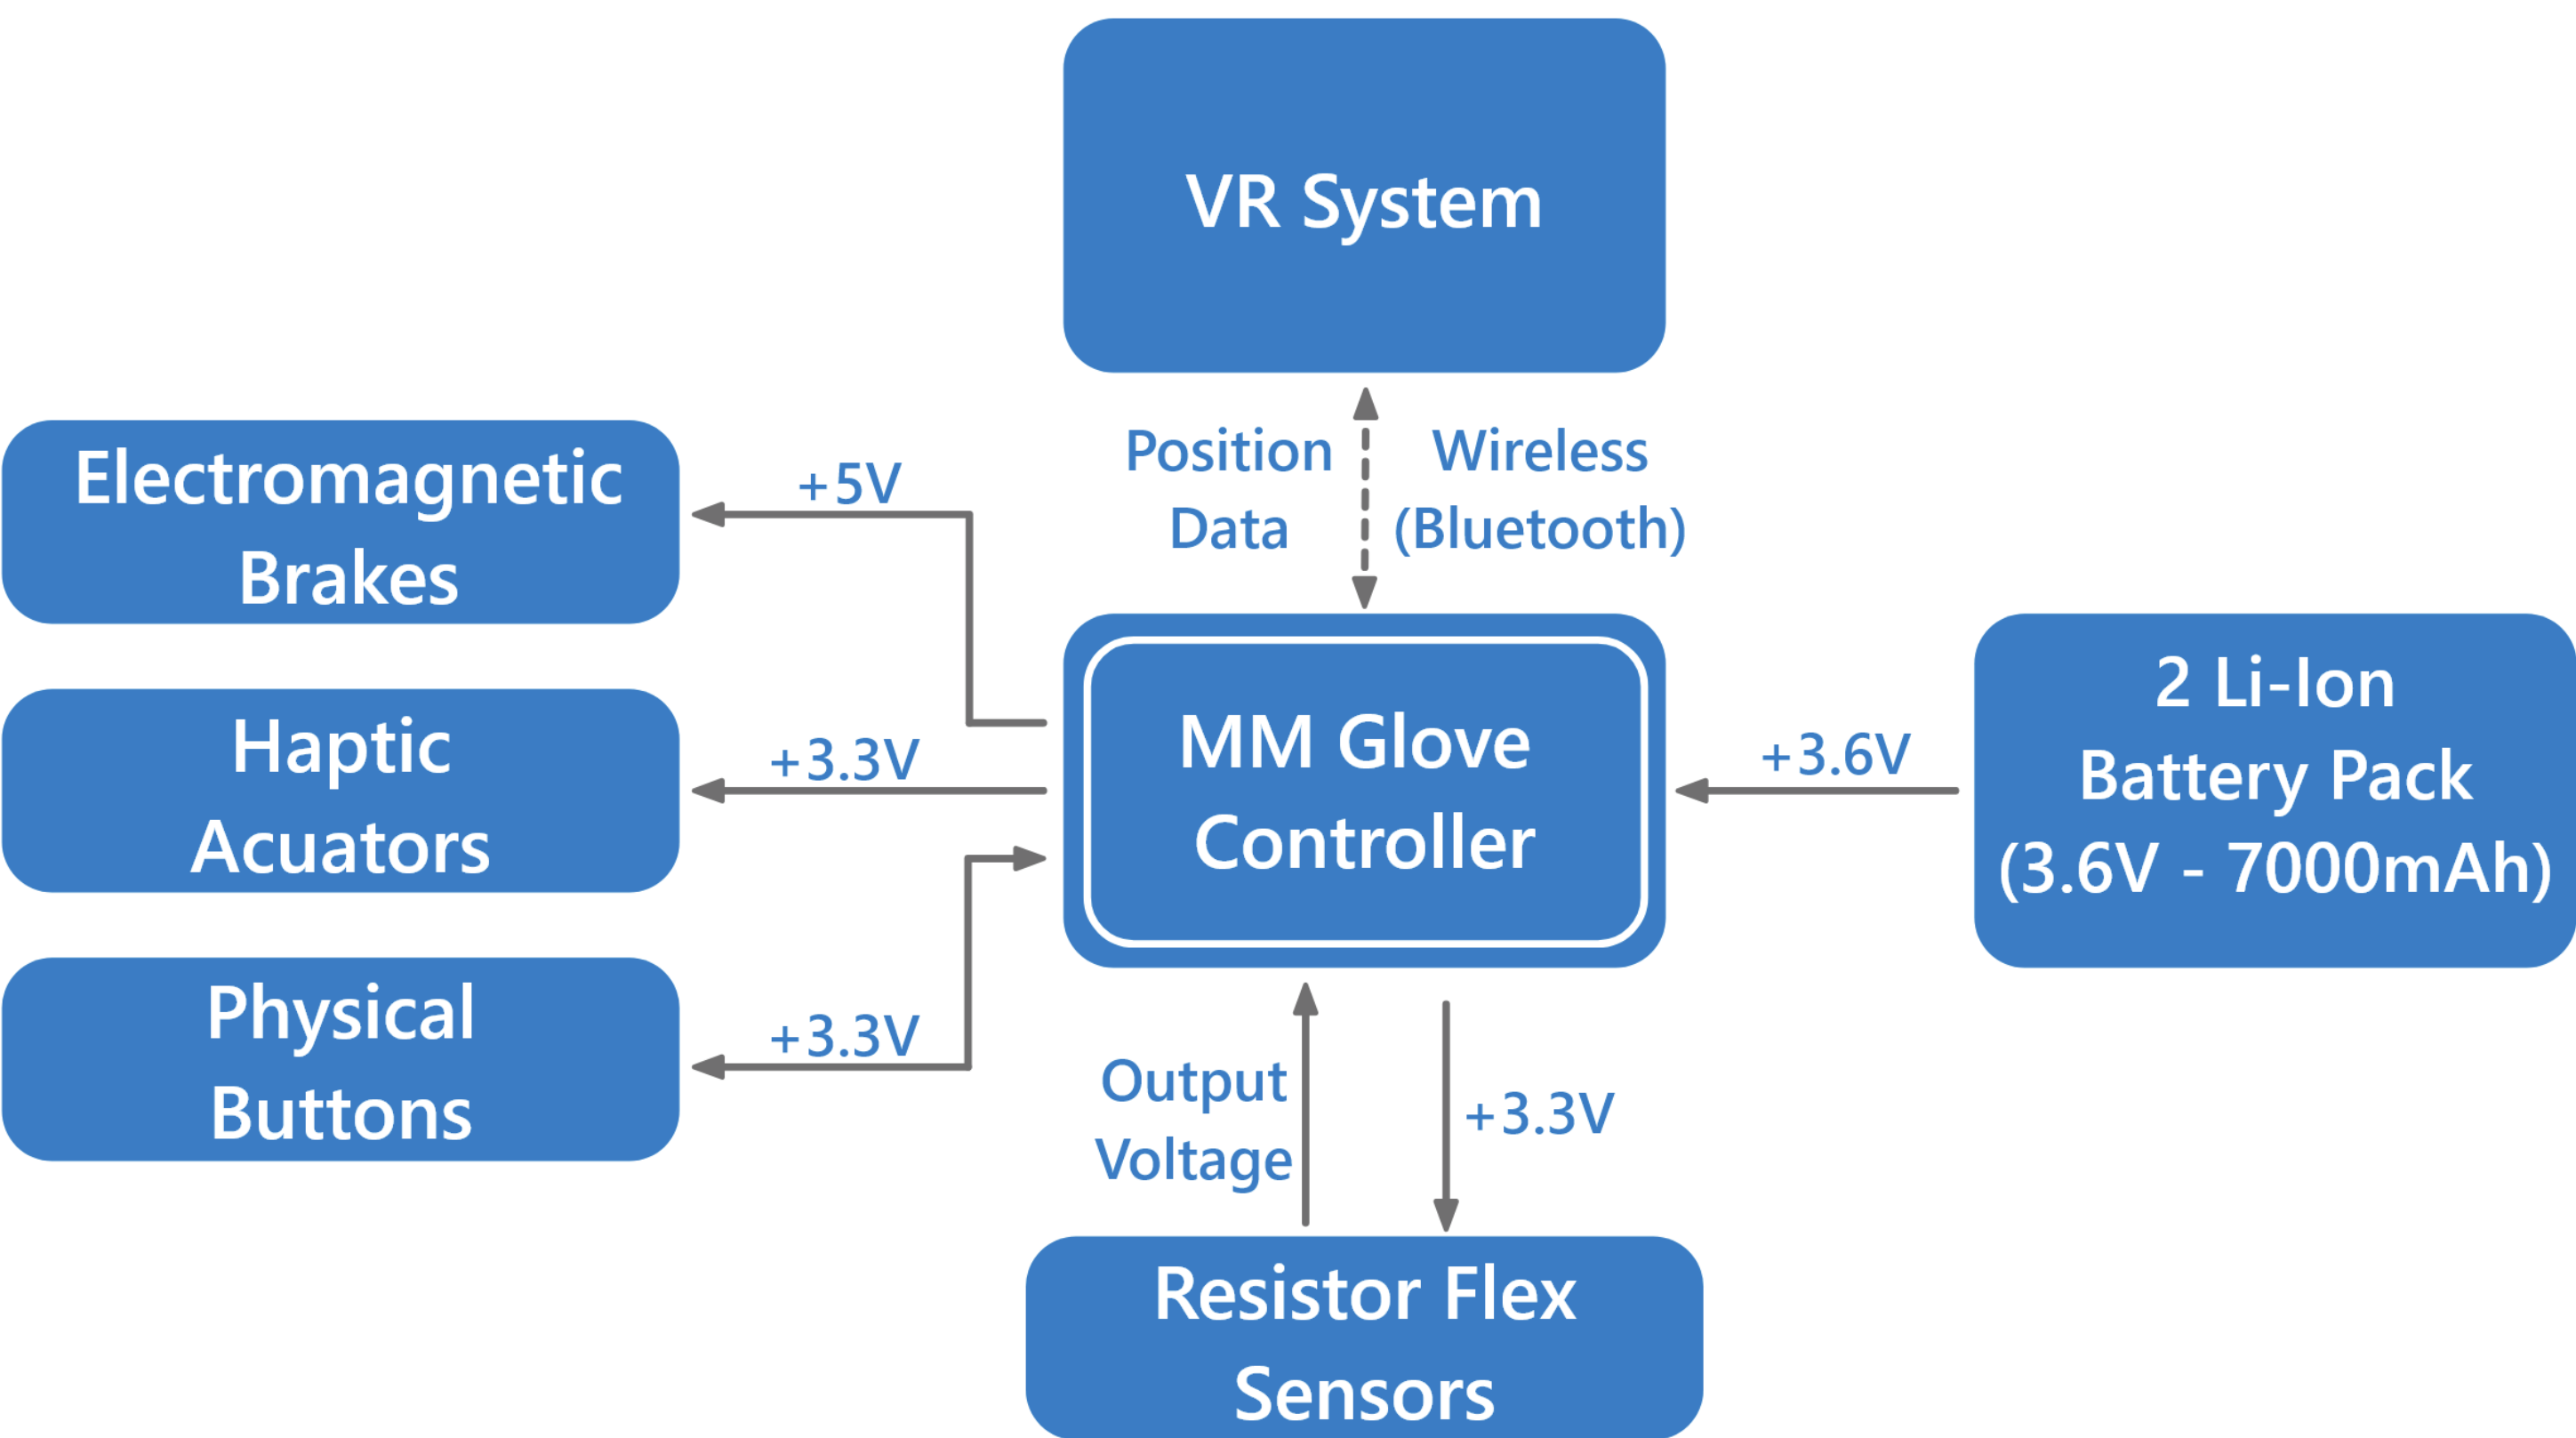 VR System
Position
Data
Wireless
(Bluetooth)
Electromagnetic
Brakes
+5V
Haptic
Acuators
+3.3V
Physical
Buttons
+3.3V
MM Glove
Controller
+3.6V
2 Li-Ion
Battery Pack
(3.6V - 7000mAh)
Output
Voltage
+3.3V
Resistor Flex
Sensors